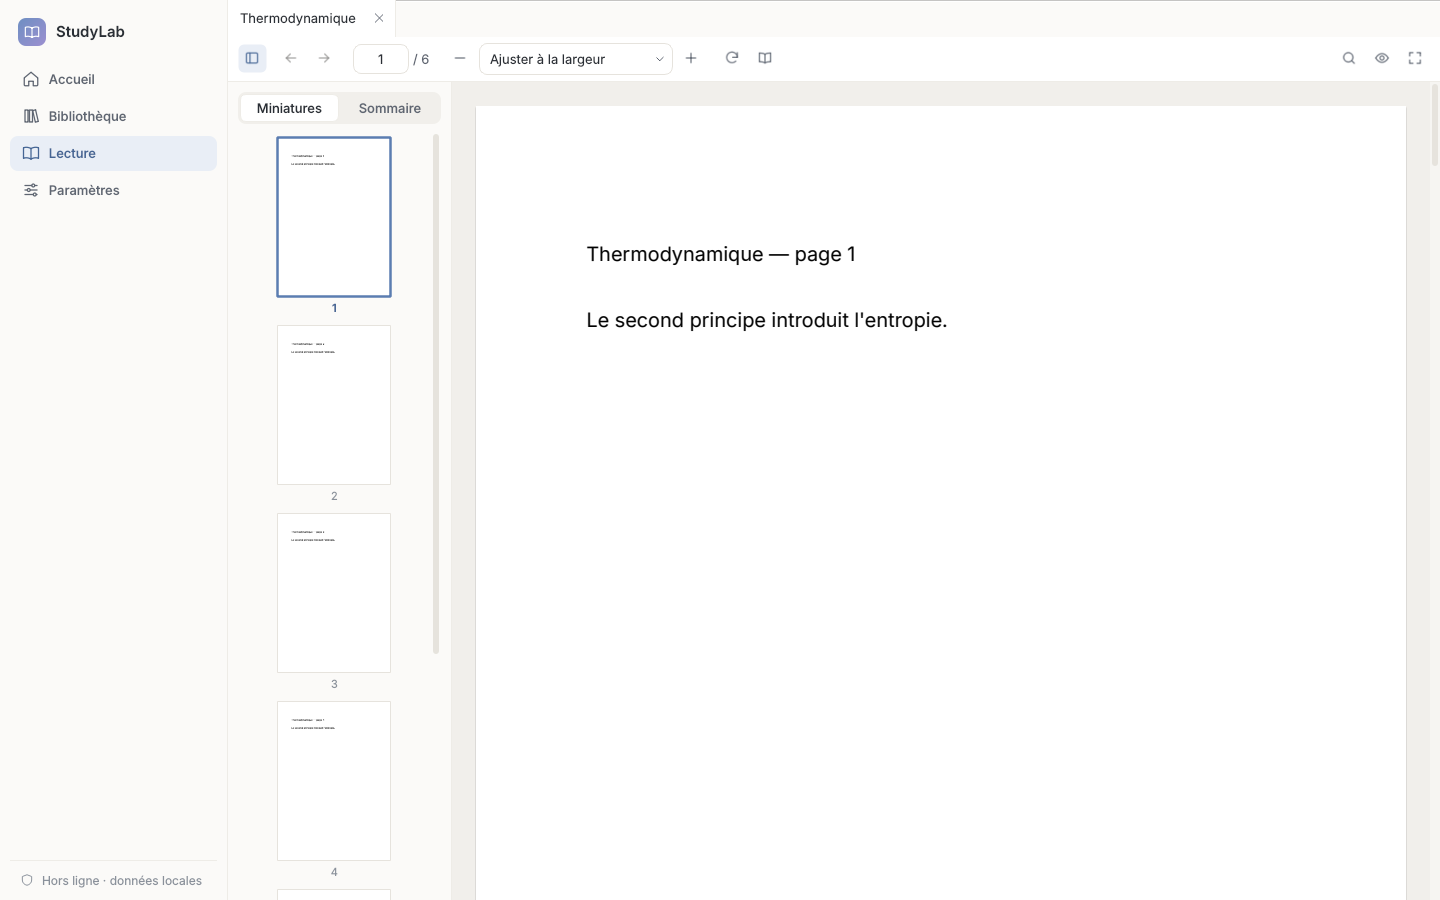 StudyLab
Accueil
Bibliothèque
Lecture
Paramètres
Hors ligne · données locales
Thermodynamique
1 / 6
Ajuster à la largeur
Miniatures
Sommaire
1
2
3
4
Thermodynamique — page 1
Le second principe introduit l'entropie.